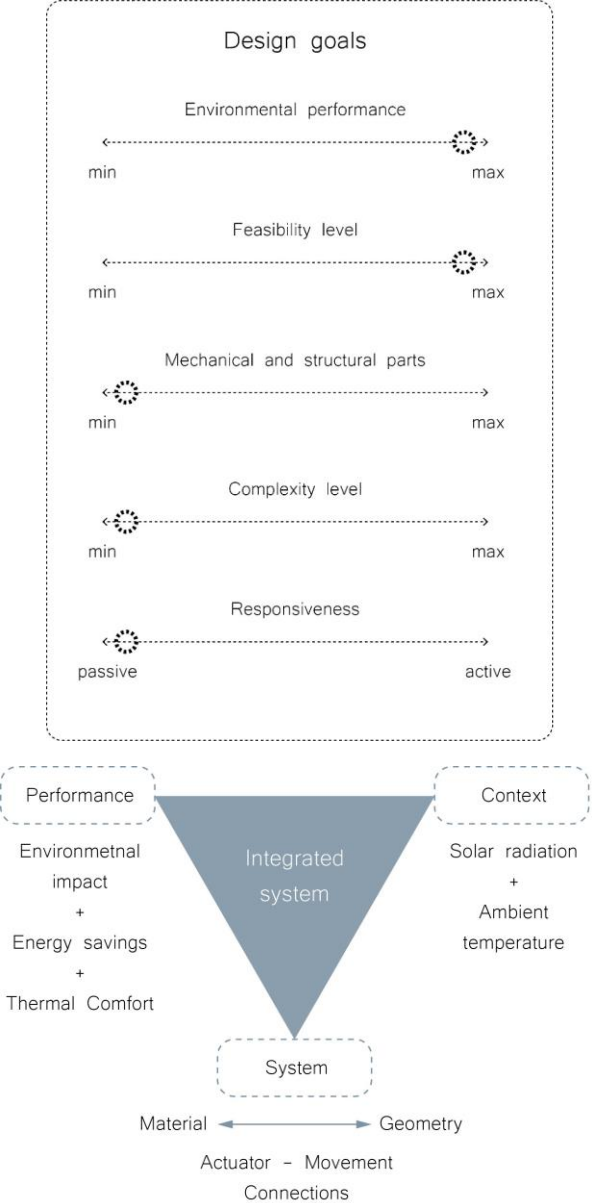 Design goals
Environmental performance
min max
Feasibility level
min max
Mechanical and structural parts
min max
Complexity level
min max
Responsiveness
passive active
Performance
Environmetnal
impact
+
Energy savings
+
Thermal Comfort
Integrated
system
Context
Solar radiation
+
Ambient
temperature
System
Material Geometry
Actuator – Movement
Connections